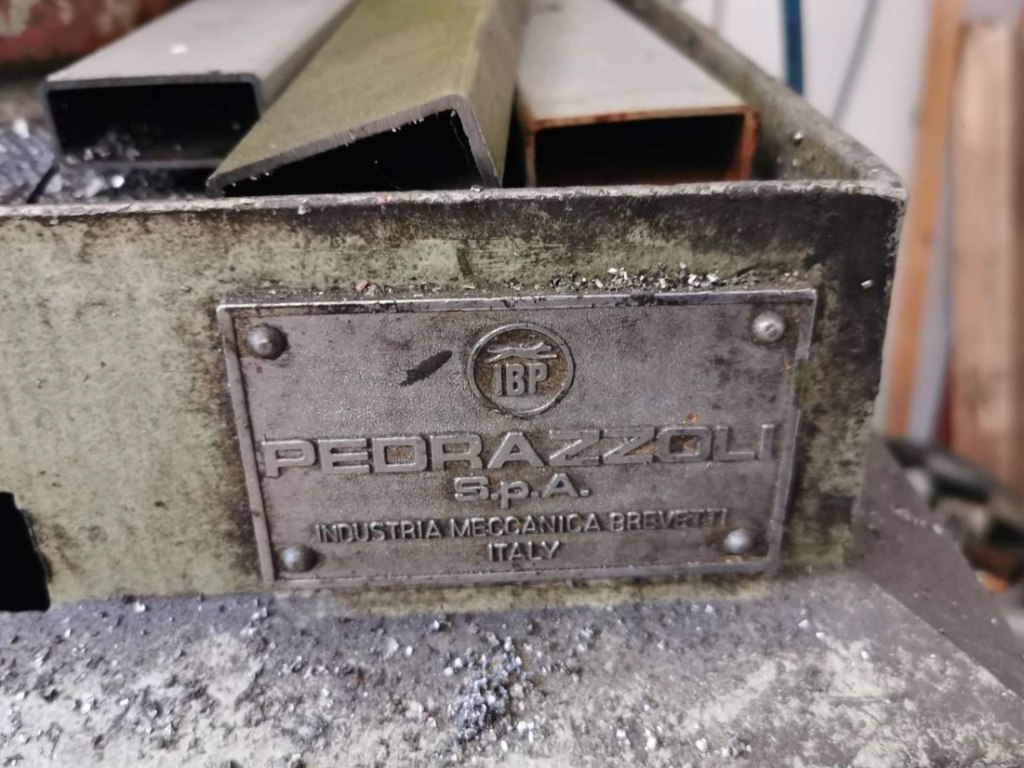 IBP
PEDRAZZOLI
S.p.A.
INDUSTRIA MECCANICA BREVETTI
ITALY